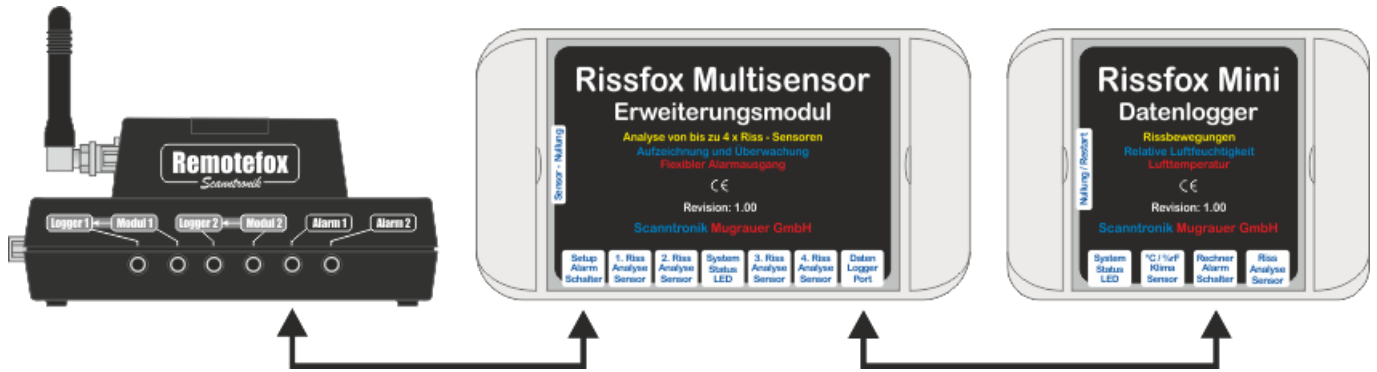 Remotefox
Scanntronik
Logger 1
Modul 1
Logger 2
Modul 2
Alarm 1
Alarm 2
Rissfox Multisensor
Erweiterungsmodul
Analyse von bis zu 4 x Riss - Sensoren
Aufzeichnung und Überwachung
Flexibler Alarmausgang
CE
Revision: 1.00
Scanntronik Mugrauer GmbH
Sensor - Nullung
Setup
Alarm
Schalter
1. Riss
Analyse
Sensor
2. Riss
Analyse
Sensor
System
Status
LED
3. Riss
Analyse
Sensor
4. Riss
Analyse
Sensor
Daten
Logger
Port
Rissfox Mini
Datenlogger
Rissbewegungen
Relative Luftfeuchtigkeit
Lufttemperatur
CE
Revision: 1.00
Scanntronik Mugrauer GmbH
Nullung / Restart
System
Status
LED
°C / %rF
Klima
Sensor
Rechner
Alarm
Schalter
Riss
Analyse
Sensor